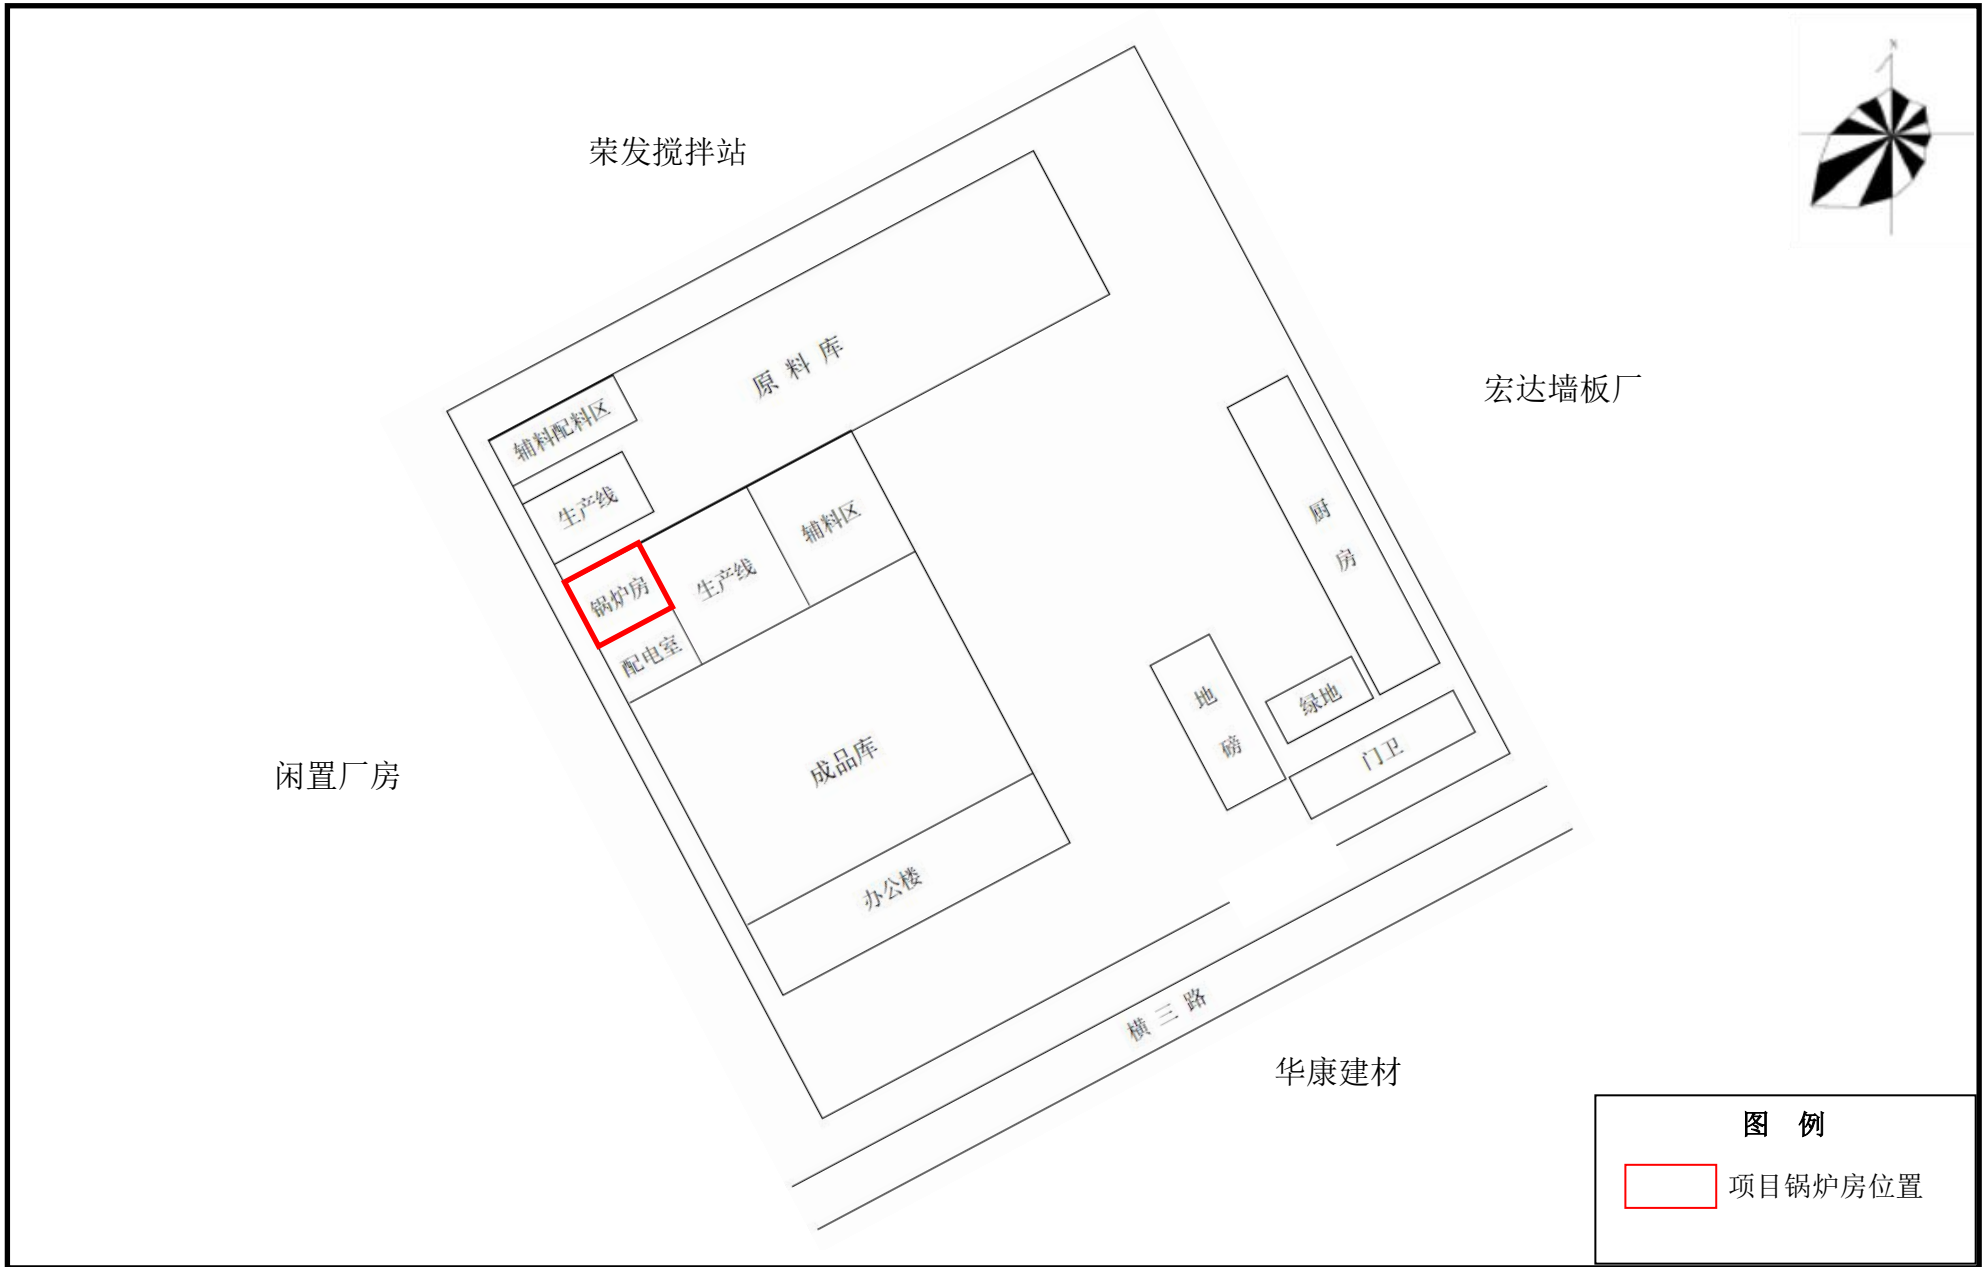 N
荣发搅拌站
原料库
宏达墙板厂
辅料配料区
生产线
辅料区
厨房
生产线
锅炉房
配电室
地磅
绿地
门卫
成品库
闲置厂房
办公楼
横三路
华康建材
图 例
项目锅炉房位置